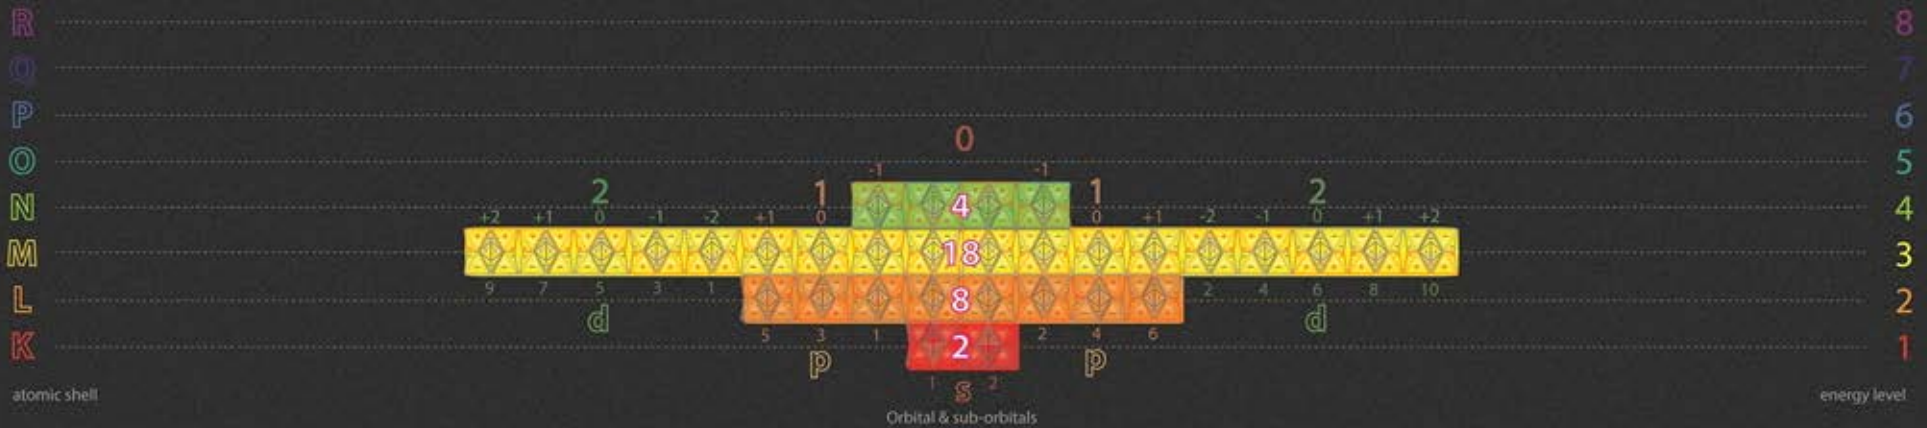 R 8
Q 7
P 6
0
O 5
-1 -1
2 1 1 2
N 4 4
+2 +1 0 -1 -2 +1 0 0 +1 -2 -1 0 +1 +2
M 18 3
9 7 5 3 1 2 4 6 8 10
L 8 2
d d
5 3 1 2 4 6
K 2 1
p p
1 2
s
atomic shell energy level
Orbital & sub-orbitals